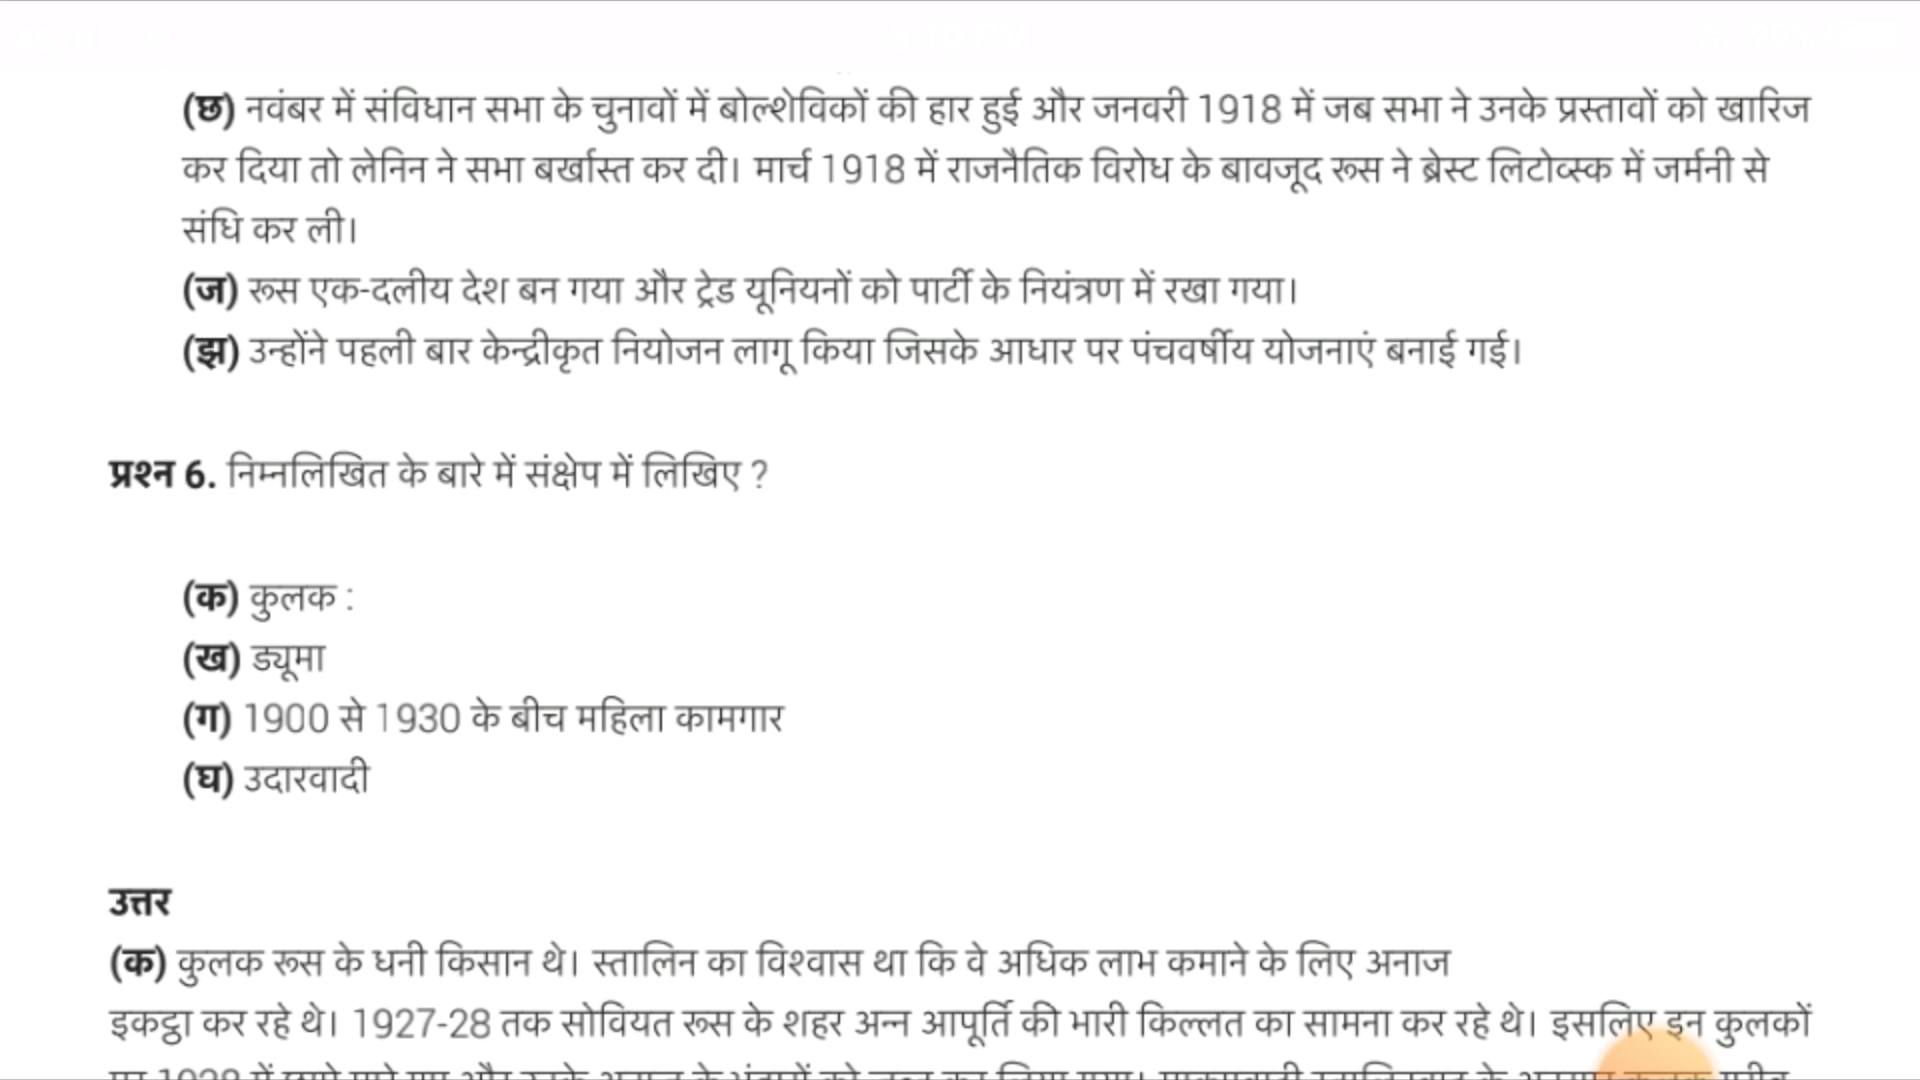 (छ) नवंबर में संविधान सभा के चुनावों में बोल्शेविकों की हार हुई और जनवरी 1918 में जब सभा ने उनके प्रस्तावों को खारिज
कर दिया तो लेनिन ने सभा बर्खास्त कर दी। मार्च 1918 में राजनैतिक विरोध के बावजूद रूस ने ब्रेस्ट लिटोव्स्क में जर्मनी से
संधि कर ली।
(ज) रूस एक-दलीय देश बन गया और ट्रेड यूनियनों को पार्टी के नियंत्रण में रखा गया।
(झ) उन्होंने पहली बार केन्द्रीकृत नियोजन लागू किया जिसके आधार पर पंचवर्षीय योजनाएं बनाई गई।
प्रश्न 6. निम्नलिखित के बारे में संक्षेप में लिखिए ?
(क) कुलक :
(ख) ड्यूमा
(ग) 1900 से 1930 के बीच महिला कामगार
(घ) उदारवादी
उत्तर
(क) कुलक रूस के धनी किसान थे। स्तालिन का विश्वास था कि वे अधिक लाभ कमाने के लिए अनाज
इकट्ठा कर रहे थे। 1927-28 तक सोवियत रूस के शहर अन्न आपूर्ति की भारी किल्लत का सामना कर रहे थे। इसलिए इन कुलकों